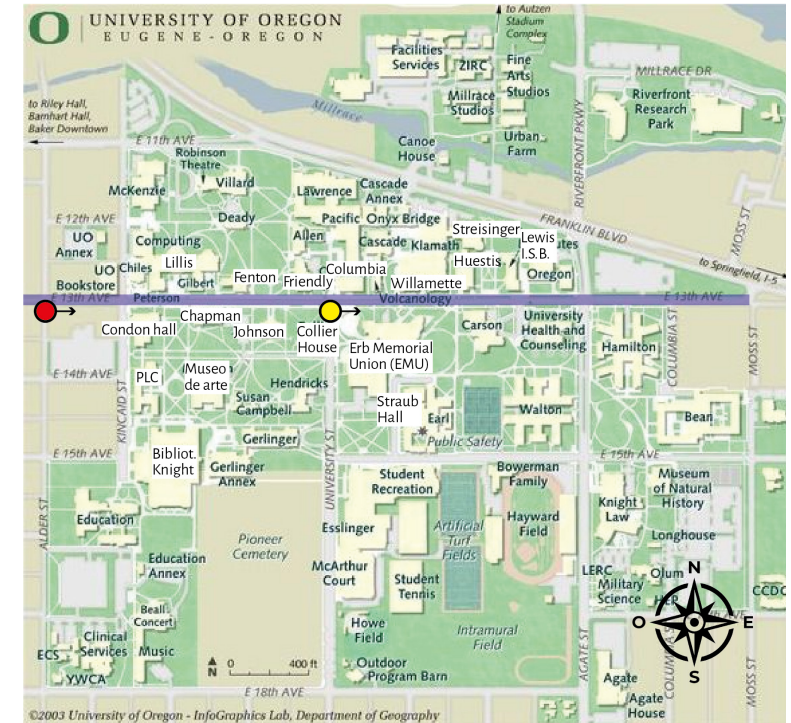 O
UNIVERSITY OF OREGON
EUGENE-OREGON
to Autzen
Stadium
Complex
Facilities
Services
ZIRC
Fine
Arts
Studios
MILLRACE DR
Millrace
Studios
Riverfront
Research
Park
to Riley Hall,
Barnhart Hall,
Baker Downtown
Millrace
Urban
Farm
Canoe
House
RIVERFRONT PKWY
E 11TH AVE
Robinson
Theatre
Villard
McKenzie
Lawrence
Cascade
Annex
E 12TH AVE
Deady
Pacific
Onyx Bridge
FRANKLIN BLVD
MOSS ST
UO
Annex
Computing
Allen
Cascade
Klamath
Streisinger
Lewis
I.S.B.
to Springfield, I-5
UO
Bookstore
Chiles
Lillis
Gilbert
Fenton
Friendly
Columbia
Willamette
Huestis
Oregon
E 13TH AVE
Peterson
Volcanology
E 13TH AVE
Condon hall
Chapman
Johnson
Collier
House
Erb Memorial
Union (EMU)
Carson
University
Health and
Counseling
Hamilton
COLUMBIA ST
MOSS ST
E 14TH AVE
PLC
Museo
de arte
Hendricks
Susan
Campbell
KINCAID ST
Straub
Hall
Earl
Walton
Bean
Public Safety
Gerlinger
E 15TH AVE
Bibliot.
Knight
Gerlinger
Annex
UNIVERSITY ST
E 15TH AVE
Student
Recreation
Bowerman
Family
Museum
of Natural
History
ALDER ST
Education
Pioneer
Cemetery
Esslinger
Artificial
Turf
Fields
Hayward
Field
Knight
Law
Longhouse
Education
Annex
McArthur
Court
Student
Tennis
LERC
Military
Science
Olum
HEP
N
O
E
S
CCDC
Beall
Concert
Howe
Field
Intramural
Field
Clinical
Services
ECS
Music
YWCA
N
0
400 ft
Outdoor
Program Barn
AGATE ST
MOSS ST
E 18TH AVE
Agate
Agate
House
©2003 University of Oregon - InfoGraphics Lab, Department of Geography